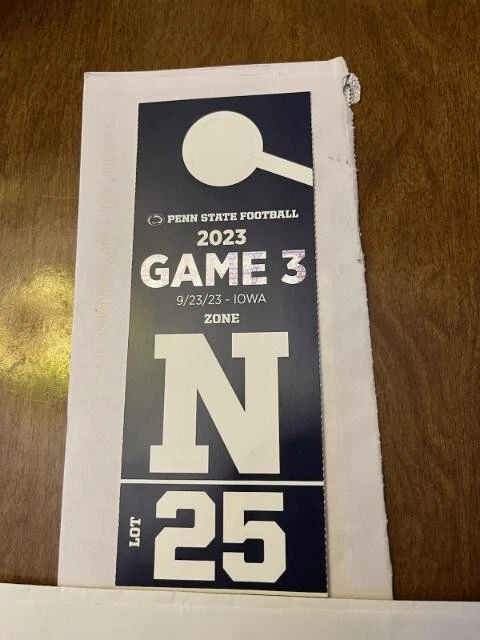 PENN STATE FOOTBALL
2023
GAME 3
9/23/23 - IOWA
ZONE
N
LOT
25